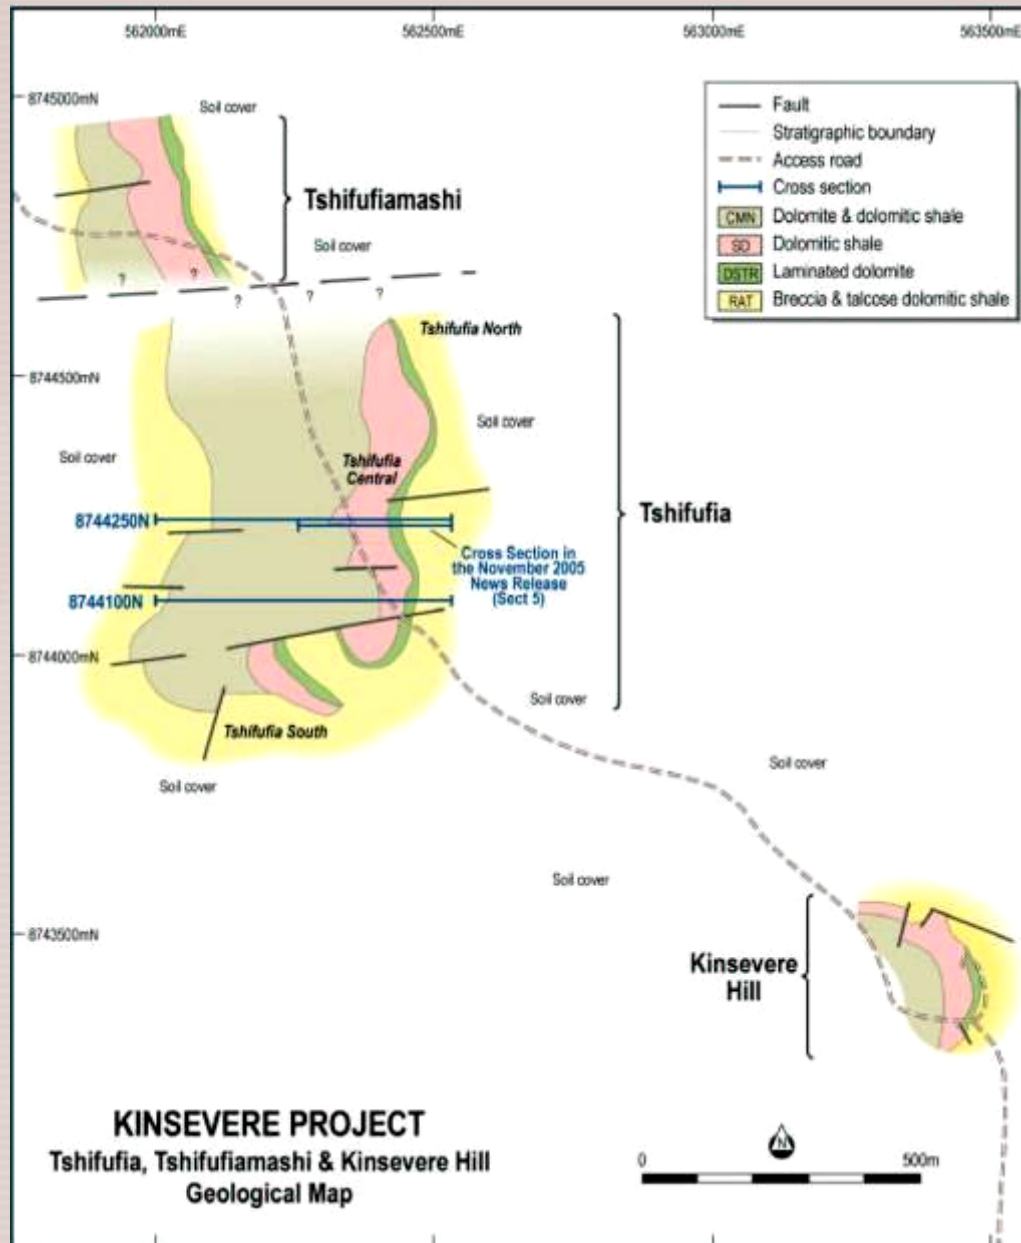 562000mE
562500mE
563000mE
563500mE
8745000mN
Soil cover
Fault
Stratigraphic boundary
Access road
Cross section
CMN Dolomite & dolomitic shale
SD Dolomitic shale
DSTR Laminated dolomite
RAT Breccia & talcose dolomitic shale
Tshifufiamashi
Soil cover
? ? ? ? ?
Tshifufia North
8744500mN
Soil cover
Soil cover
Tshifufia
Central
Tshifufia
8744250N
Cross Section in
the November 2005
News Release
(Sect 5)
8744100N
8744000mN
Soil cover
Tshifufia South
Soil cover
Soil cover
Soil cover
8743500mN
Kinsevere
Hill
KINSEVERE PROJECT
Tshifufia, Tshifufiamashi & Kinsevere Hill
Geological Map
N
0 500m